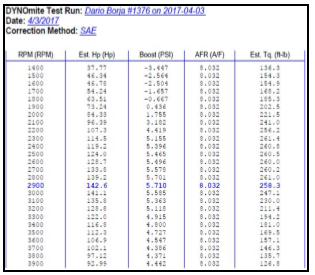 DYNOmite Test Run: Dario Borja #1376 on 2017-04-03
Date: 4/3/2017
Correction Method: SAE
RPM (RPM) Est. Hp (Hp) Boost (PSI) AFR (A/F) Est. Tq. (ft-lb)
1400 37.77 -3.447 8.032 136.3
1500 46.34 -2.564 8.032 154.3
1600 46.78 -2.504 8.032 154.9
1700 54.24 -1.657 8.032 168.2
1800 63.51 -0.667 8.032 185.3
1900 73.24 0.436 8.032 202.5
2000 84.33 1.755 8.032 221.5
2100 96.39 3.182 8.032 241.0
2200 107.3 4.419 8.032 256.2
2300 114.5 5.155 8.032 261.4
2400 119.2 5.396 8.032 260.8
2500 124.0 5.465 8.032 260.5
2600 128.7 5.496 8.032 260.0
2700 133.8 5.578 8.032 260.2
2800 139.2 5.701 8.032 261.0
2900 142.6 5.710 8.032 258.3
3000 141.1 5.585 8.032 247.1
3100 135.8 5.363 8.032 230.0
3200 128.8 5.118 8.032 211.4
3300 122.0 4.915 8.032 194.2
3400 116.8 4.800 8.032 181.0
3500 112.3 4.727 8.032 169.5
3600 106.9 4.547 8.032 157.1
3700 102.1 4.386 8.032 146.3
3800 97.12 4.371 8.032 135.7
3900 92.99 4.442 8.032 126.8